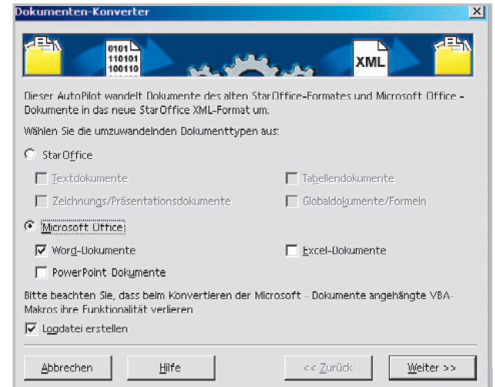 Dokumenten-Konverter
0101
110101
100110
XML
Dieser AutoPilot wandelt Dokumente des alten StarOffice-Formates und Microsoft Office -
Dokumente in das neue StarOffice XML-Format um.
Wählen Sie die umzuwandelnden Dokumenttypen aus:
StarOffice
Textdokumente
Tabellendokumente
Zeichnungs/Präsentationsdokumente
Globaldokumente/Formeln
Microsoft Office
Word-Dokumente
Excel-Dokumente
PowerPoint-Dokumente
Bitte beachten Sie, dass beim Konvertieren der Microsoft - Dokumente angehängte VBA-
Makros ihre Funktionalität verlieren
Logdatei erstellen
Abbrechen
Hilfe
<< Zurück
Weiter >>